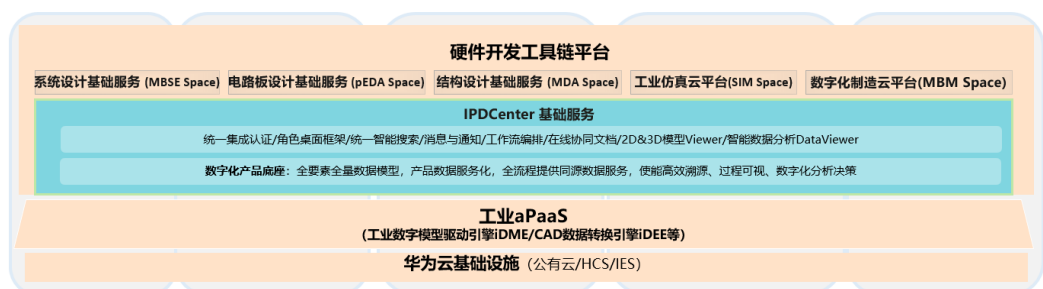 硬件开发工具链平台
系统设计基础服务 (MBSE Space) 电路板设计基础服务 (pEDA Space) 结构设计基础服务 (MDA Space) 工业仿真云平台(SIM Space) 数字化制造云平台(MBM Space)
IPDCenter 基础服务
统一集成认证/角色桌面框架/统一智能搜索/消息与通知/工作流编排/在线协同文档/2D&3D模型Viewer/智能数据分析DataViewer
数字化产品底座：全要素全量数据模型，产品数据服务化，全流程提供同源数据服务，使能高效溯源、过程可视、数字化分析决策
工业aPaaS
(工业数字模型驱动引擎iDME/CAD数据转换引擎iDEE等)
华为云基础设施（公有云/HCS/IES）